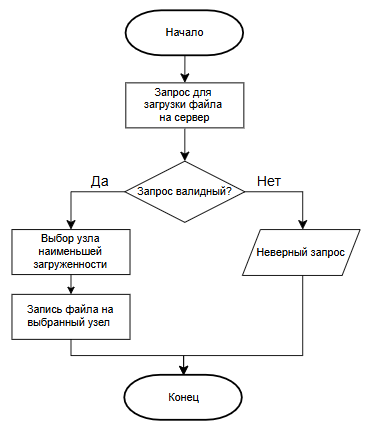 Начало
Запрос для
загрузки файла
на сервер
Запрос валидный?
Да
Нет
Выбор узла
наименьшей
загруженности
Неверный запрос
Запись файла на
выбранный узел
Конец